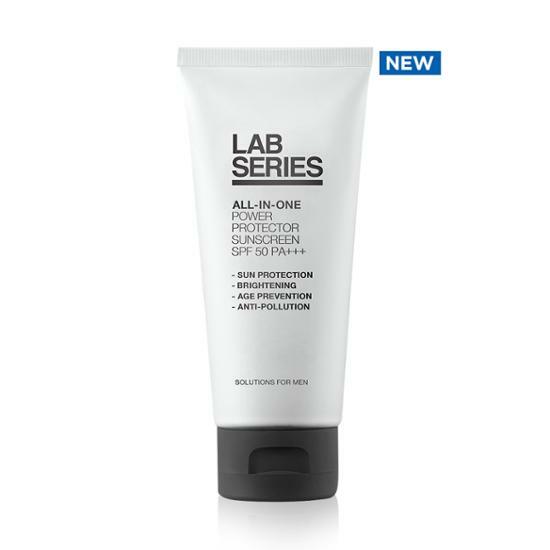 NEW
LAB
SERIES
ALL-IN-ONE
POWER
PROTECTOR
SUNSCREEN
SPF 50 PA+++
- SUN PROTECTION
- BRIGHTENING
- AGE PREVENTION
- ANTI-POLLUTION
SOLUTIONS FOR MEN